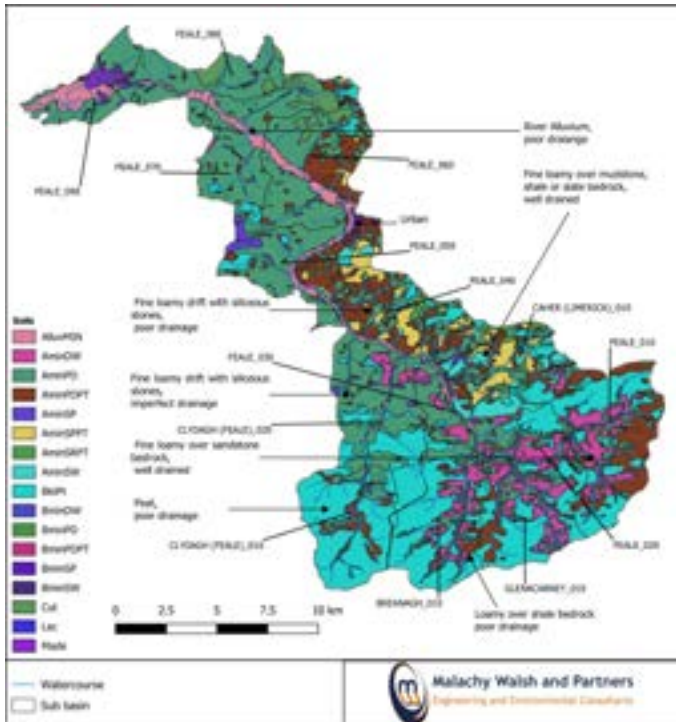 FEALE_080
River Alluvium,
poor drainage
FEALE_060
FEALE_070
Fine loamy over mudstone,
shale or slate bedrock,
well drained
Urban
FEALE_050
FEALE_040
Fine loamy drift with siliceous
stones,
poor drainage
CAHER (LIMERICK)_010
FEALE_010
FEALE_030
Fine loamy drift with siliceous
stones,
imperfect drainage
CLYDAGH (FEALE)_020
Fine loamy over sandstone
bedrock,
well drained
Peat,
poor drainage
CLYDAGH (FEALE)_010
FEALE_020
GLENACARNEY_010
BREANAGH_010
Loamy over shale bedrock
poor drainage
Soils
AlluvMIN
AminDW
AminPD
AminPDPT
AminSP
AminSPPT
AminSRPT
AminSW
BktPt
BminDW
BminPD
BminPDPT
BminSP
BminSW
Cut
Lac
Made
0 2.5 5 7.5 10 km
Watercourse
Sub basin
Malachy Walsh and Partners
Engineering and Environmental Consultants